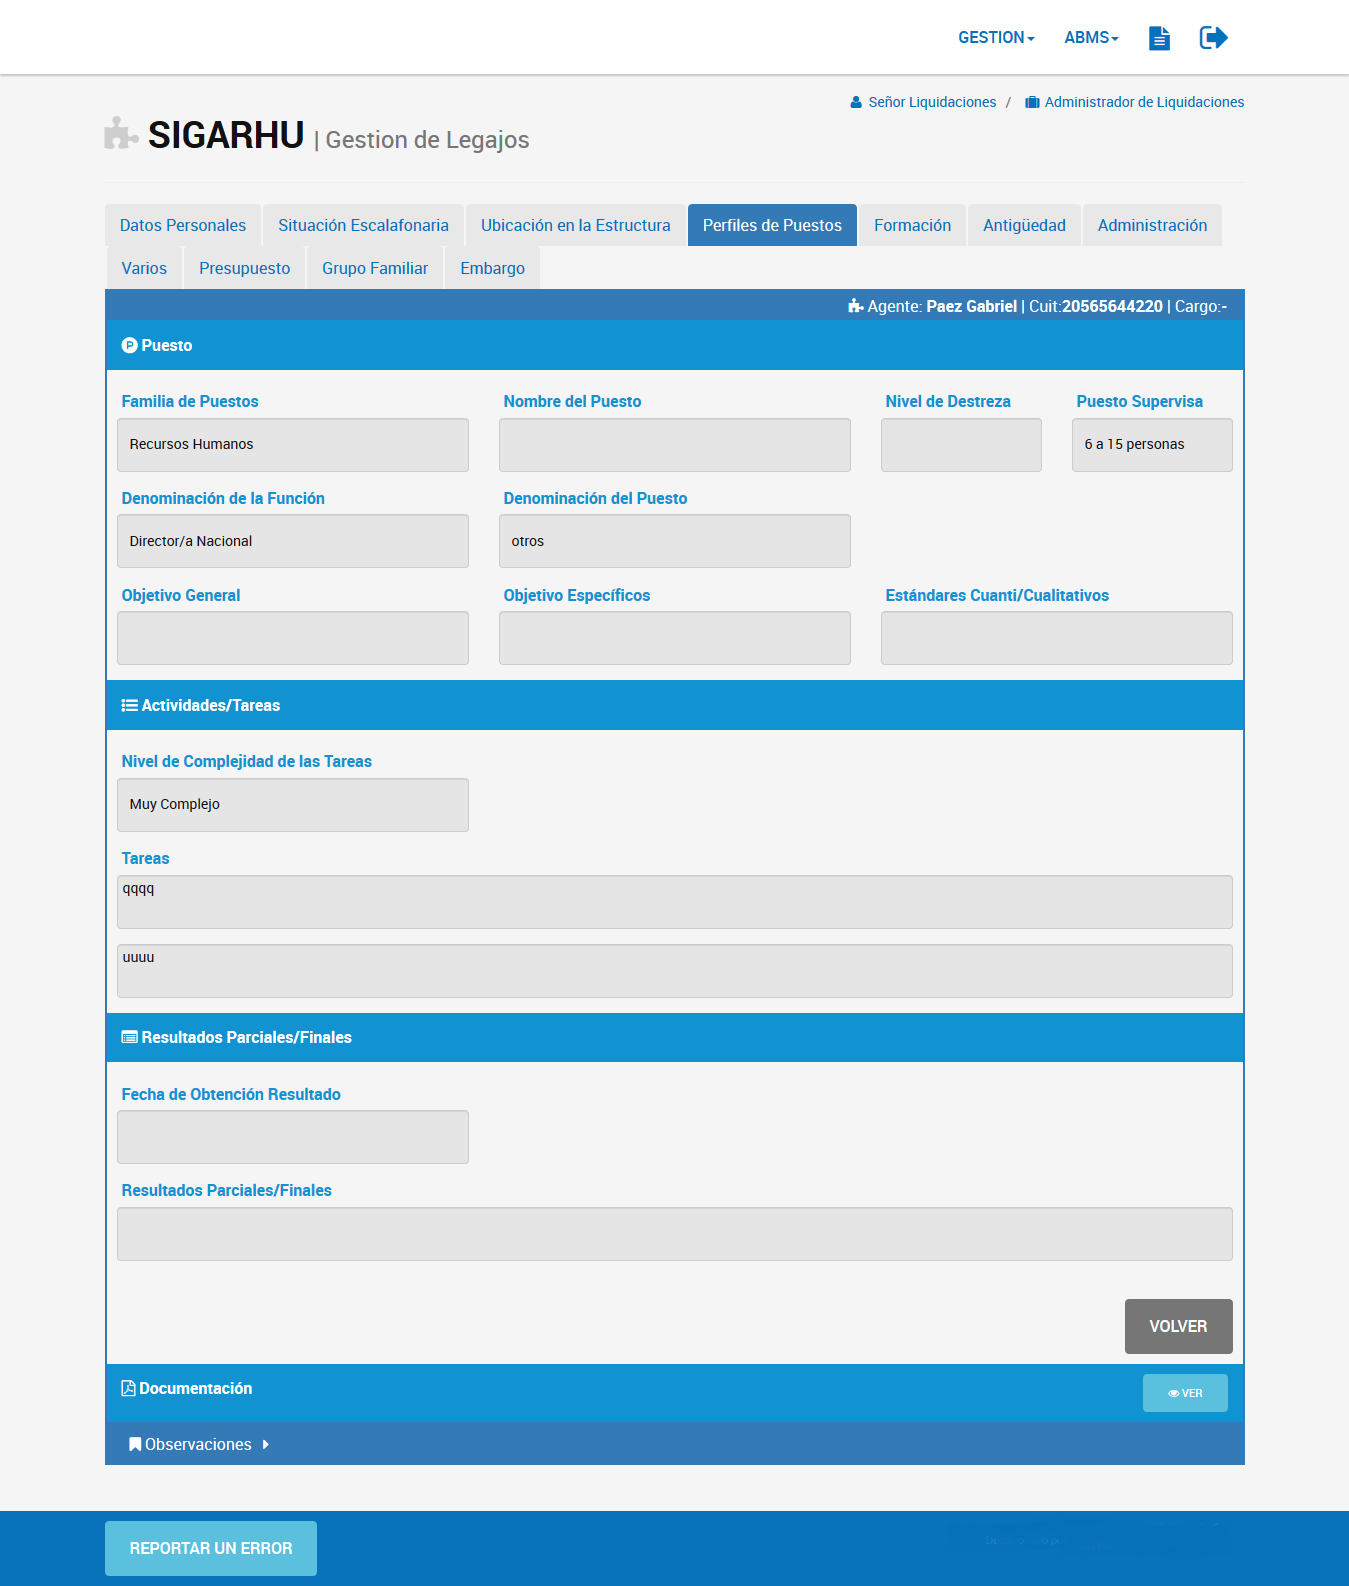 GESTION ABMS
Señor Liquidaciones / Administrador de Liquidaciones
SIGARHU | Gestion de Legajos
Datos Personales Situación Escalafonaria Ubicación en la Estructura Perfiles de Puestos Formación Antigüedad Administración
Varios Presupuesto Grupo Familiar Embargo
Agente: Paez Gabriel | Cuit:20565644220 | Cargo:-
Puesto
Familia de Puestos Nombre del Puesto Nivel de Destreza Puesto Supervisa
Recursos Humanos 6 a 15 personas
Denominación de la Función Denominación del Puesto
Director/a Nacional otros
Objetivo General Objetivo Específicos Estándares Cuanti/Cualitativos
Actividades/Tareas
Nivel de Complejidad de las Tareas
Muy Complejo
Tareas
qqqq
uuuu
Resultados Parciales/Finales
Fecha de Obtención Resultado
Resultados Parciales/Finales
VOLVER
Documentación VER
Observaciones
REPORTAR UN ERROR